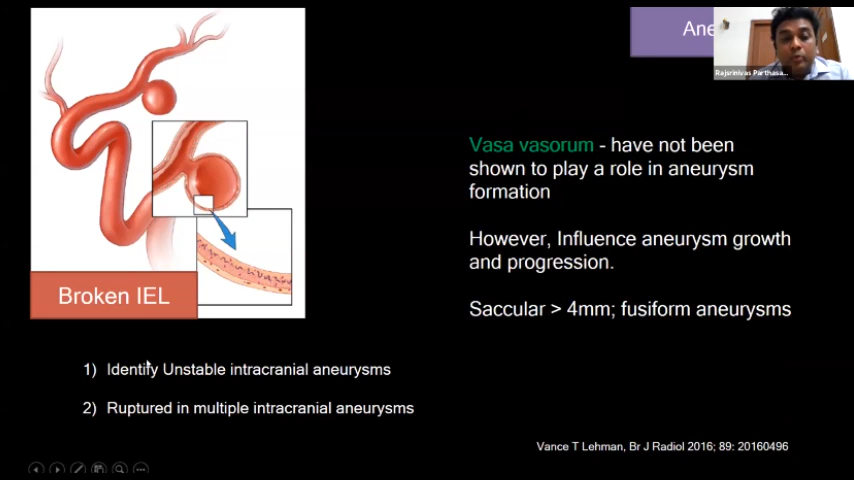 Ane
Rajsrinivas Parthasa...
Vasa vasorum - have not been
shown to play a role in aneurysm
formation
However, Influence aneurysm growth
and progression.
Saccular > 4mm; fusiform aneurysms
Broken IEL
1) Identify Unstable intracranial aneurysms
2) Ruptured in multiple intracranial aneurysms
Vance T Lehman, Br J Radiol 2016; 89: 20160496